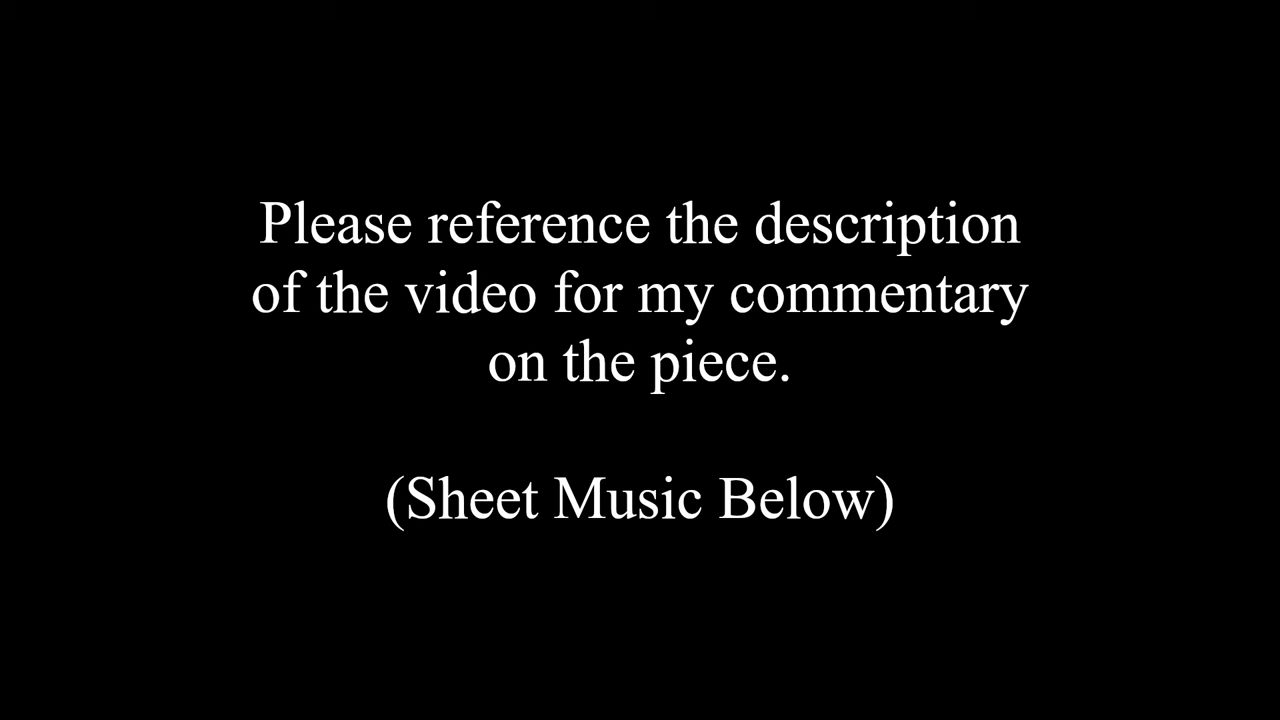 Please reference the description
of the video for my commentary
on the piece.
(Sheet Music Below)